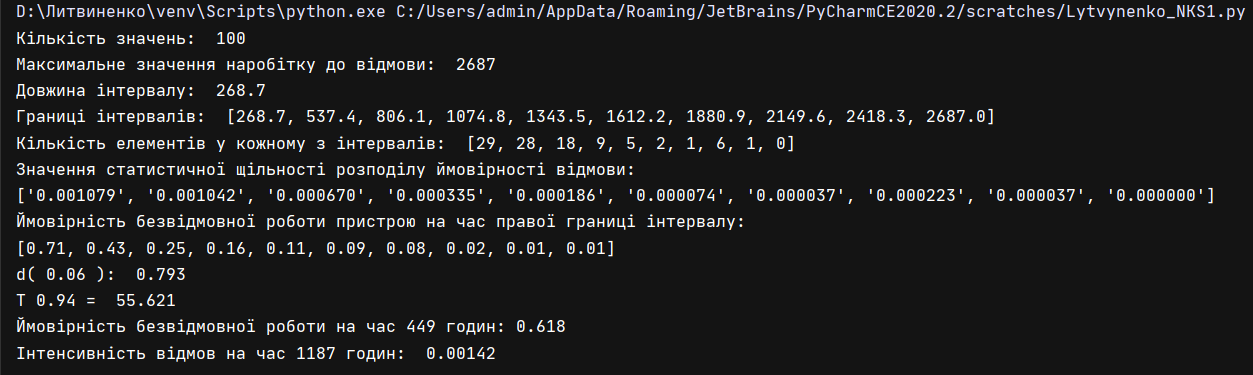 D:\Литвиненко\venv\Scripts\python.exe C:/Users/admin/AppData/Roaming/JetBrains/PyCharmCE2020.2/scratches/Lytvynenko_NKS1.py
Кількість значень:  100
Максимальне значення наробітку до відмови:  2687
Довжина інтервалу:  268.7
Границі інтервалів:  [268.7, 537.4, 806.1, 1074.8, 1343.5, 1612.2, 1880.9, 2149.6, 2418.3, 2687.0]
Кількість елементів у кожному з інтервалів:  [29, 28, 18, 9, 5, 2, 1, 6, 1, 0]
Значення статистичної щільності розподілу ймовірності відмови:
['0.001079', '0.001042', '0.000670', '0.000335', '0.000186', '0.000074', '0.000037', '0.000223', '0.000037', '0.000000']
Ймовірність безвідмовної роботи пристрою на час правої границі інтервалу:
[0.71, 0.43, 0.25, 0.16, 0.11, 0.09, 0.08, 0.02, 0.01, 0.01]
d( 0.06 ):  0.793
T 0.94 =  55.621
Ймовірність безвідмовної роботи на час 449 годин: 0.618
Інтенсивність відмов на час 1187 годин:  0.00142